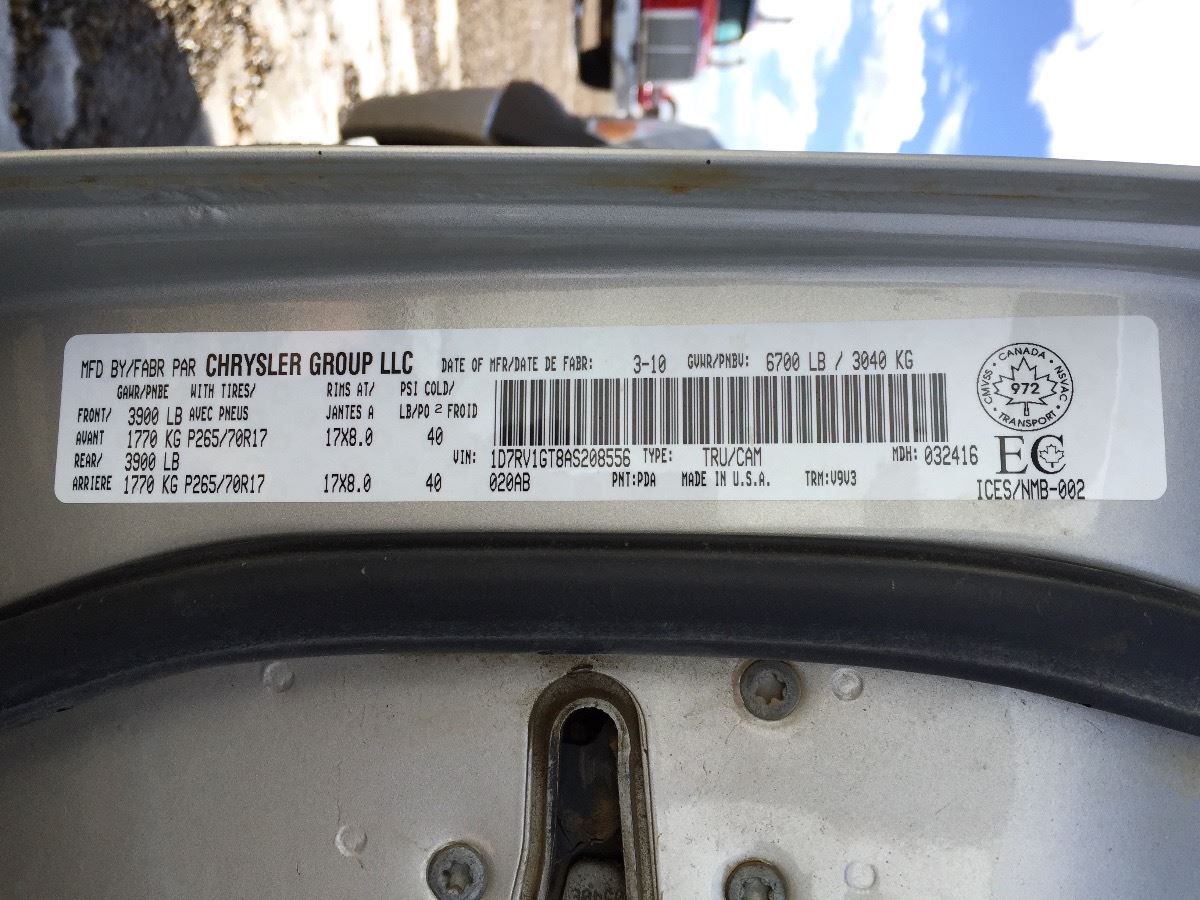 MFD BY/FABR PAR CHRYSLER GROUP LLC DATE OF MFR/DATE DE FABR: 3-10 GVWR/PNBV: 6700 LB / 3040 KG
GAWR/PNBE WITH TIRES/ RIMS AT/ PSI COLD/
FRONT/ 3900 LB AVEC PNEUS JANTES A LB/PO 2 FROID
AVANT 1770 KG P265/70R17 17X8.0 40
REAR/ 3900 LB VIN: 1D7RV1GT8AS208556 TYPE: TRU/CAM MDH: 032416
ARRIERE 1770 KG P265/70R17 17X8.0 40 020AB PNT:PDA MADE IN U.S.A. TRM:V9V3
CANADA
CMVSS 972 NSVAC
TRANSPORT
EC
ICES/NMB-002